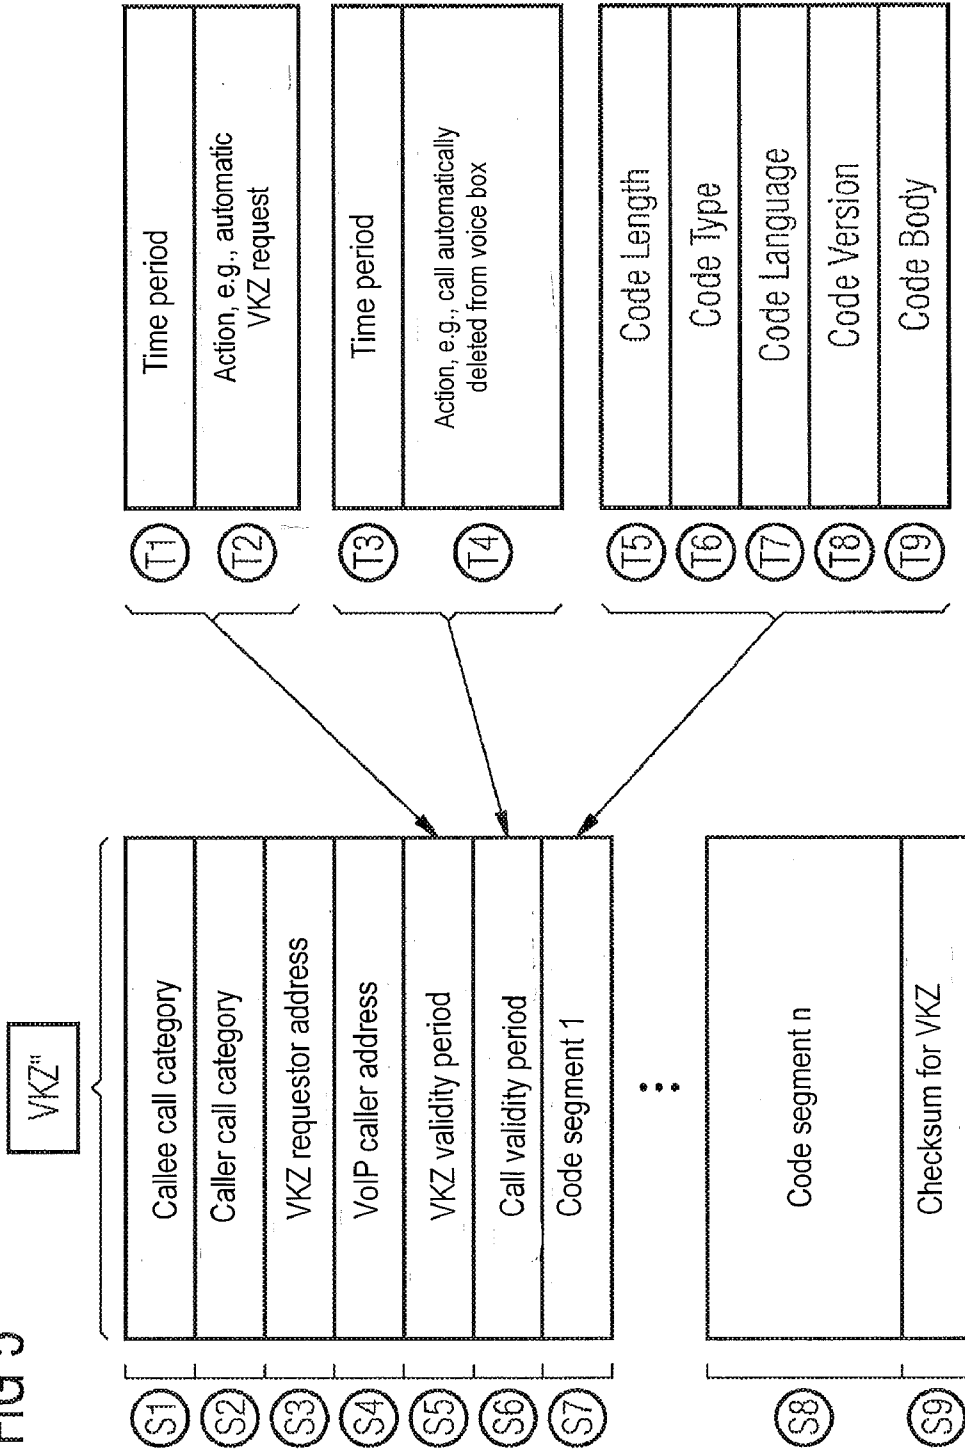 FIG
VKZ“
S1 Callee call category
S2 Caller call category
S3 VKZ requestor address
S4 VoIP caller address
S5 VKZ validity period
S6 Call validity period
S7 Code segment 1
...
S8 Code segment n
S9 Checksum for VKZ
T1 Time period
T2 Action, e.g., automatic
VKZ request
T3 Time period
T4 Action, e.g., call automatically
deleted from voice box
T5 Code Length
T6 Code Type
T7 Code Language
T8 Code Version
T9 Code Body